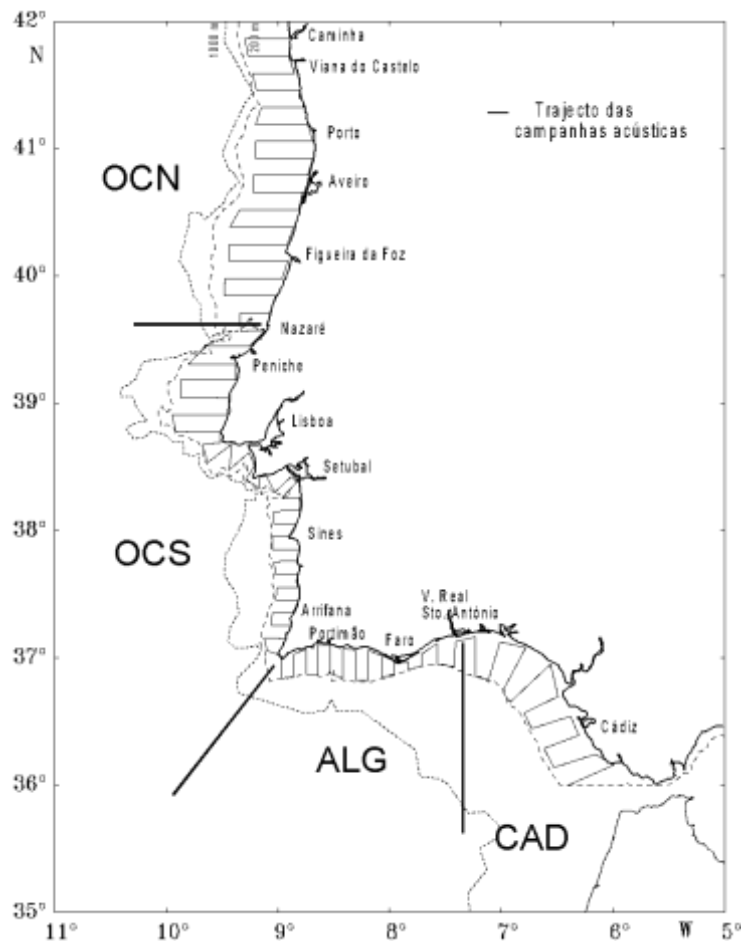 42°
N
1000 m
200 m
Caminha
Viana do Castelo
Trajecto das
campanhas acústicas
41°
Porto
OCN
Aveiro
Figueira da Foz
40°
Nazaré
Peniche
39°
Lisboa
Setubal
38°
OCS
Sines
Arrifana
Portimão
Faro
V. Real
Sto. António
37°
Cádiz
ALG
36°
CAD
35°
11°
10°
9°
8°
7°
6°
W
5°